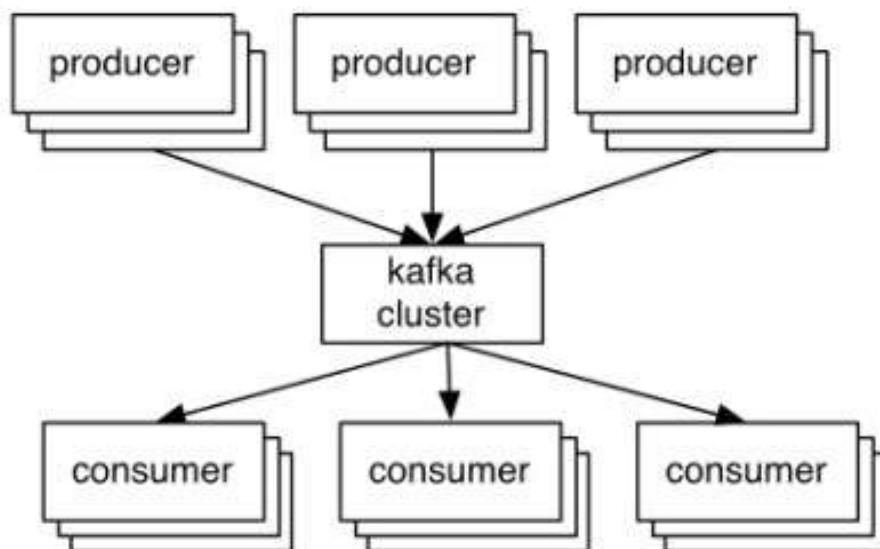 producer
producer
producer
kafka
cluster
consumer
consumer
consumer